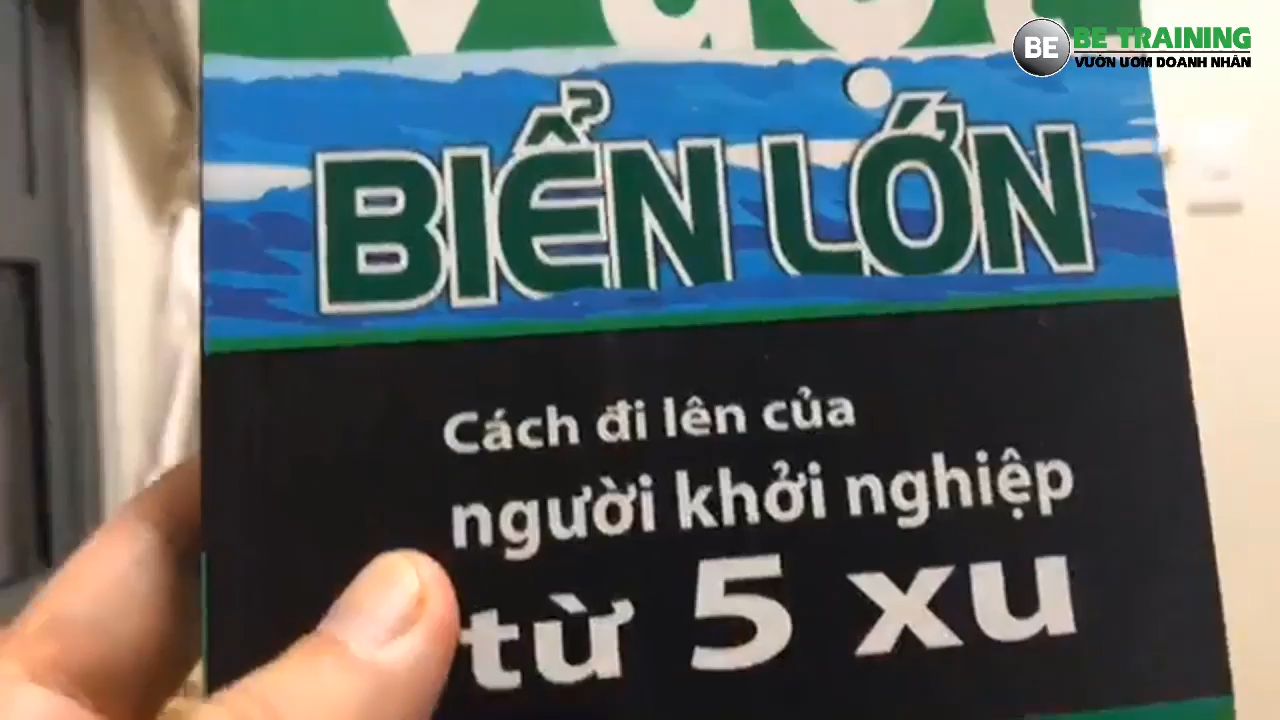 Vượt
BE
BE TRAINING
VƯỜN ƯƠM DOANH NHÂN
BIỂN LỚN
Cách đi lên của
người khởi nghiệp
từ 5 xu